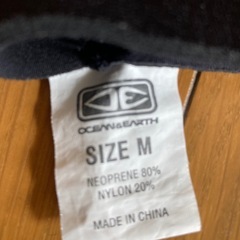 OCEAN&EARTH
SIZE M
NEOPRENE 80%
NYLON 20%
MADE IN CHINA